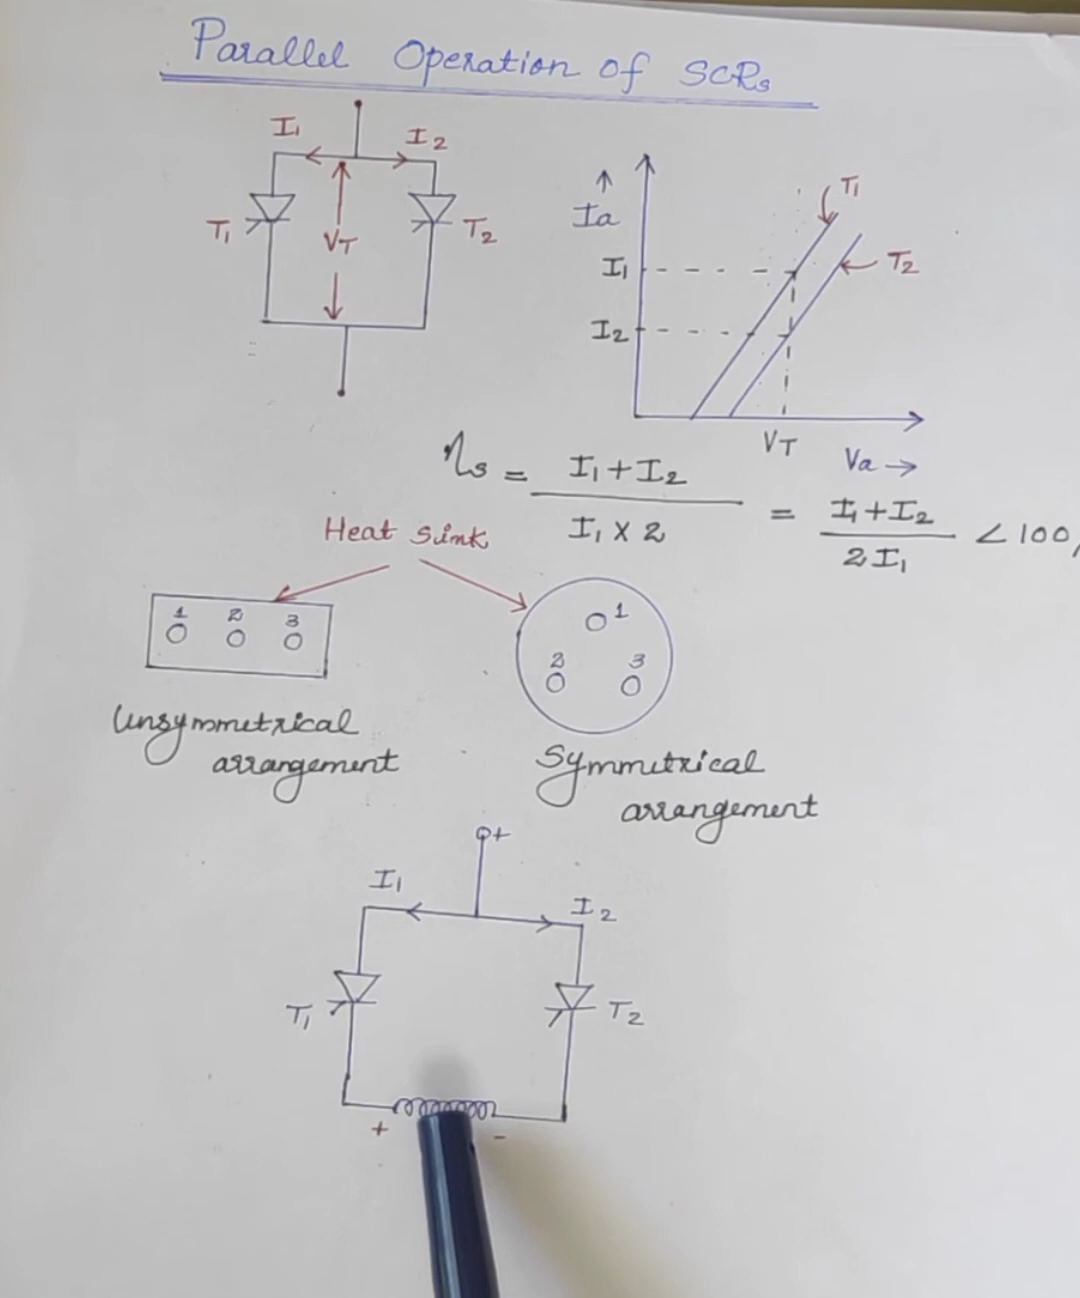 Parallel Operation of SCRs
I1 I2
T1 VT T2
Ia
I1
I2
T1
T2
VT
Va →
ηs = I1+I2 / I1 × 2 = I1+I2 / 2I1 < 100
Heat sink
1 2 3
1
2 3
Unsymmetrical
arrangement
Symmetrical
arrangement
+
I1 I2
T1 T2
+ -